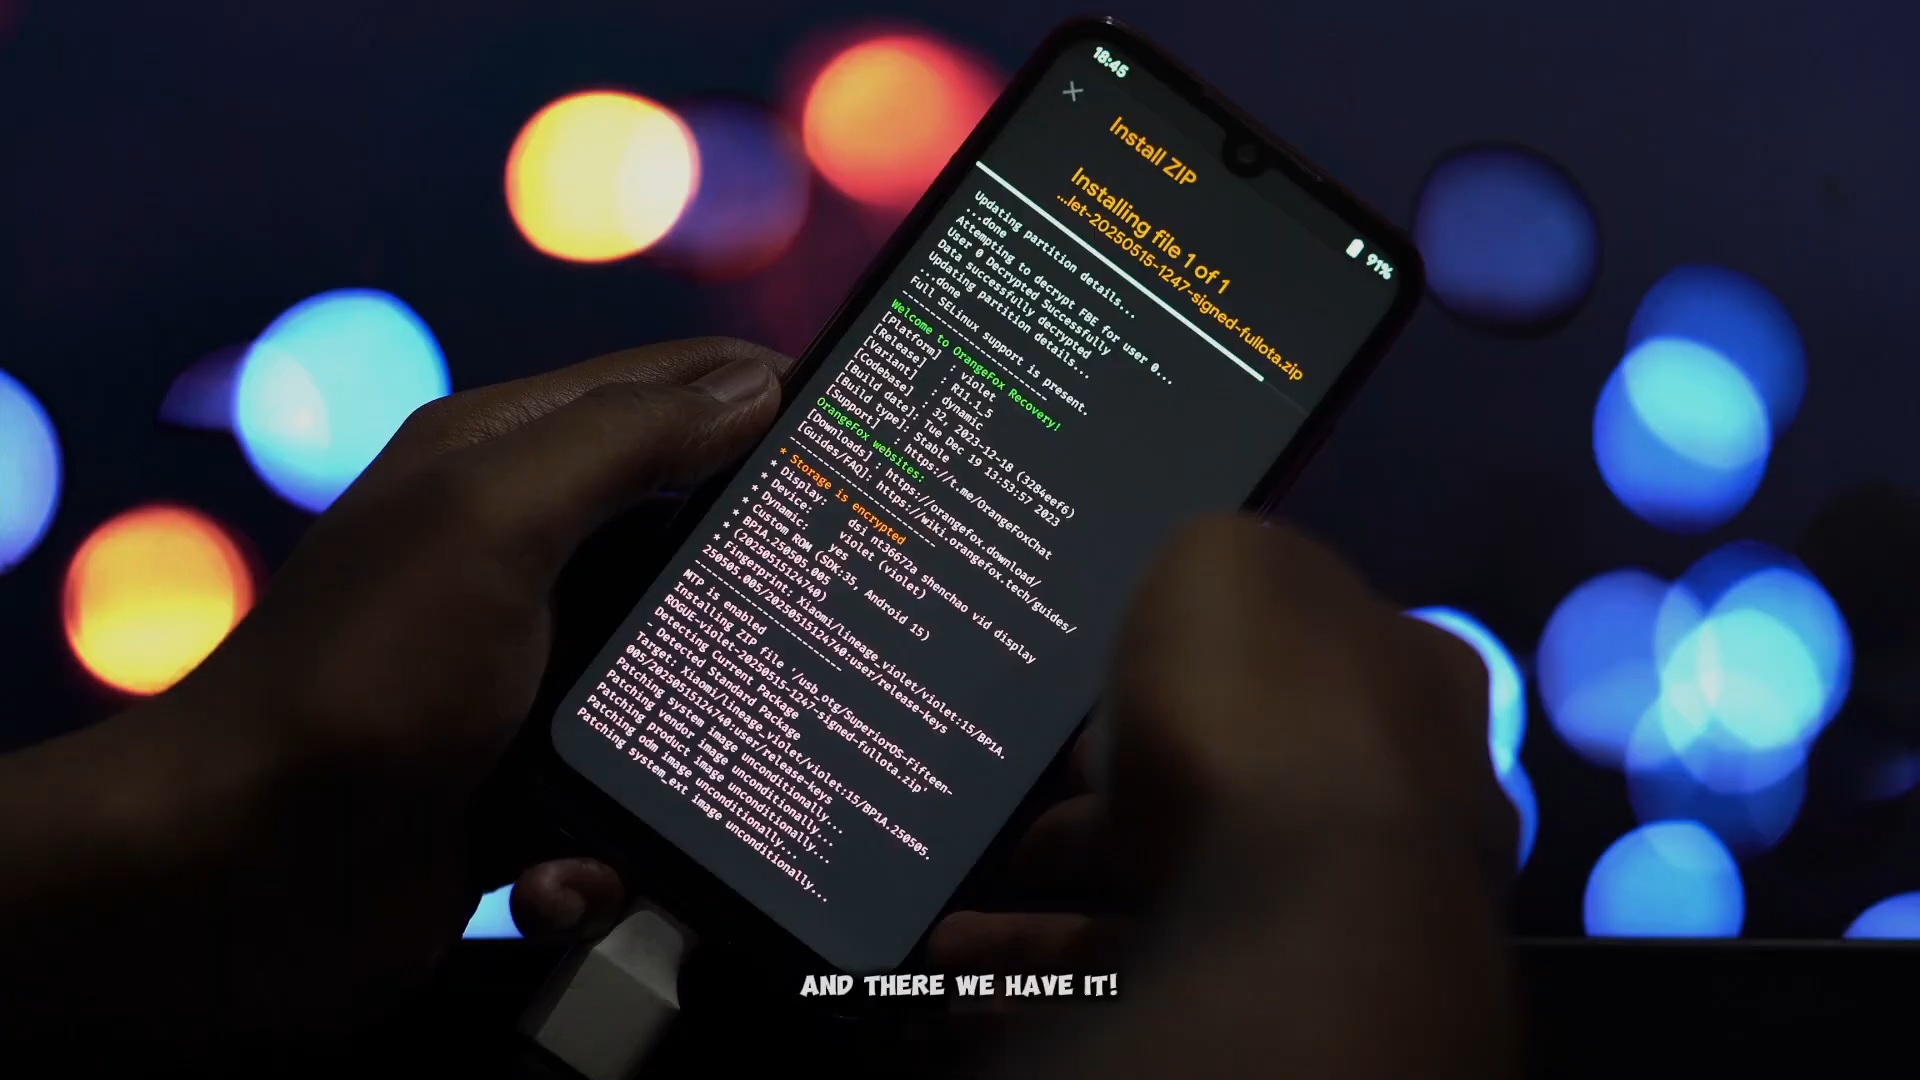 18:45
91%
Install ZIP
Installing file 1 of 1
...let-20250515-1247-signed-fullota.zip
Updating partition details...
...done
Attempting to decrypt FBE for user 0...
User 0 Decrypted Successfully
Data successfully decrypted
Updating partition details...
...done
Full SELinux support is present.
Welcome to OrangeFox Recovery!
[Platform] : violet
[Release] : R11.1_5
[Variant] : dynamic
[Codebase] : 32, 2023-12-18 (3284eef6)
[Build date]: Tue Dec 19 13:53:57 2023
[Build type]: Stable
[Support] : https://t.me/OrangeFoxChat
OrangeFox websites:
[Downloads] : https://orangefox.download/
[Guides/FAQ]: https://wiki.orangefox.tech/guides/
* Storage is encrypted
* Display: dsi nt36672a Shenchao vid display
* Device: violet (violet)
* Dynamic: yes
* Custom ROM (SDK:35, Android 15)
* BP1A.250505.005
(20250515124740)
* Fingerprint: Xiaomi/lineage_violet/violet:15/BP1A.
250505.005/20250515124740:user/release-keys
MTP is enabled
Installing ZIP file '/usb_otg/SuperiorOS-Fifteen-
ROGUE-violet-20250515-1247-signed-fullota.zip'
Detecting Current Package
- Detected Standard Package
Target: Xiaomi/lineage_violet/violet:15/BP1A.250505.
005/20250515124740:user/release-keys
Patching system image unconditionally...
Patching vendor image unconditionally...
Patching product image unconditionally...
Patching odm image unconditionally...
Patching system_ext image unconditionally...
AND THERE WE HAVE IT!